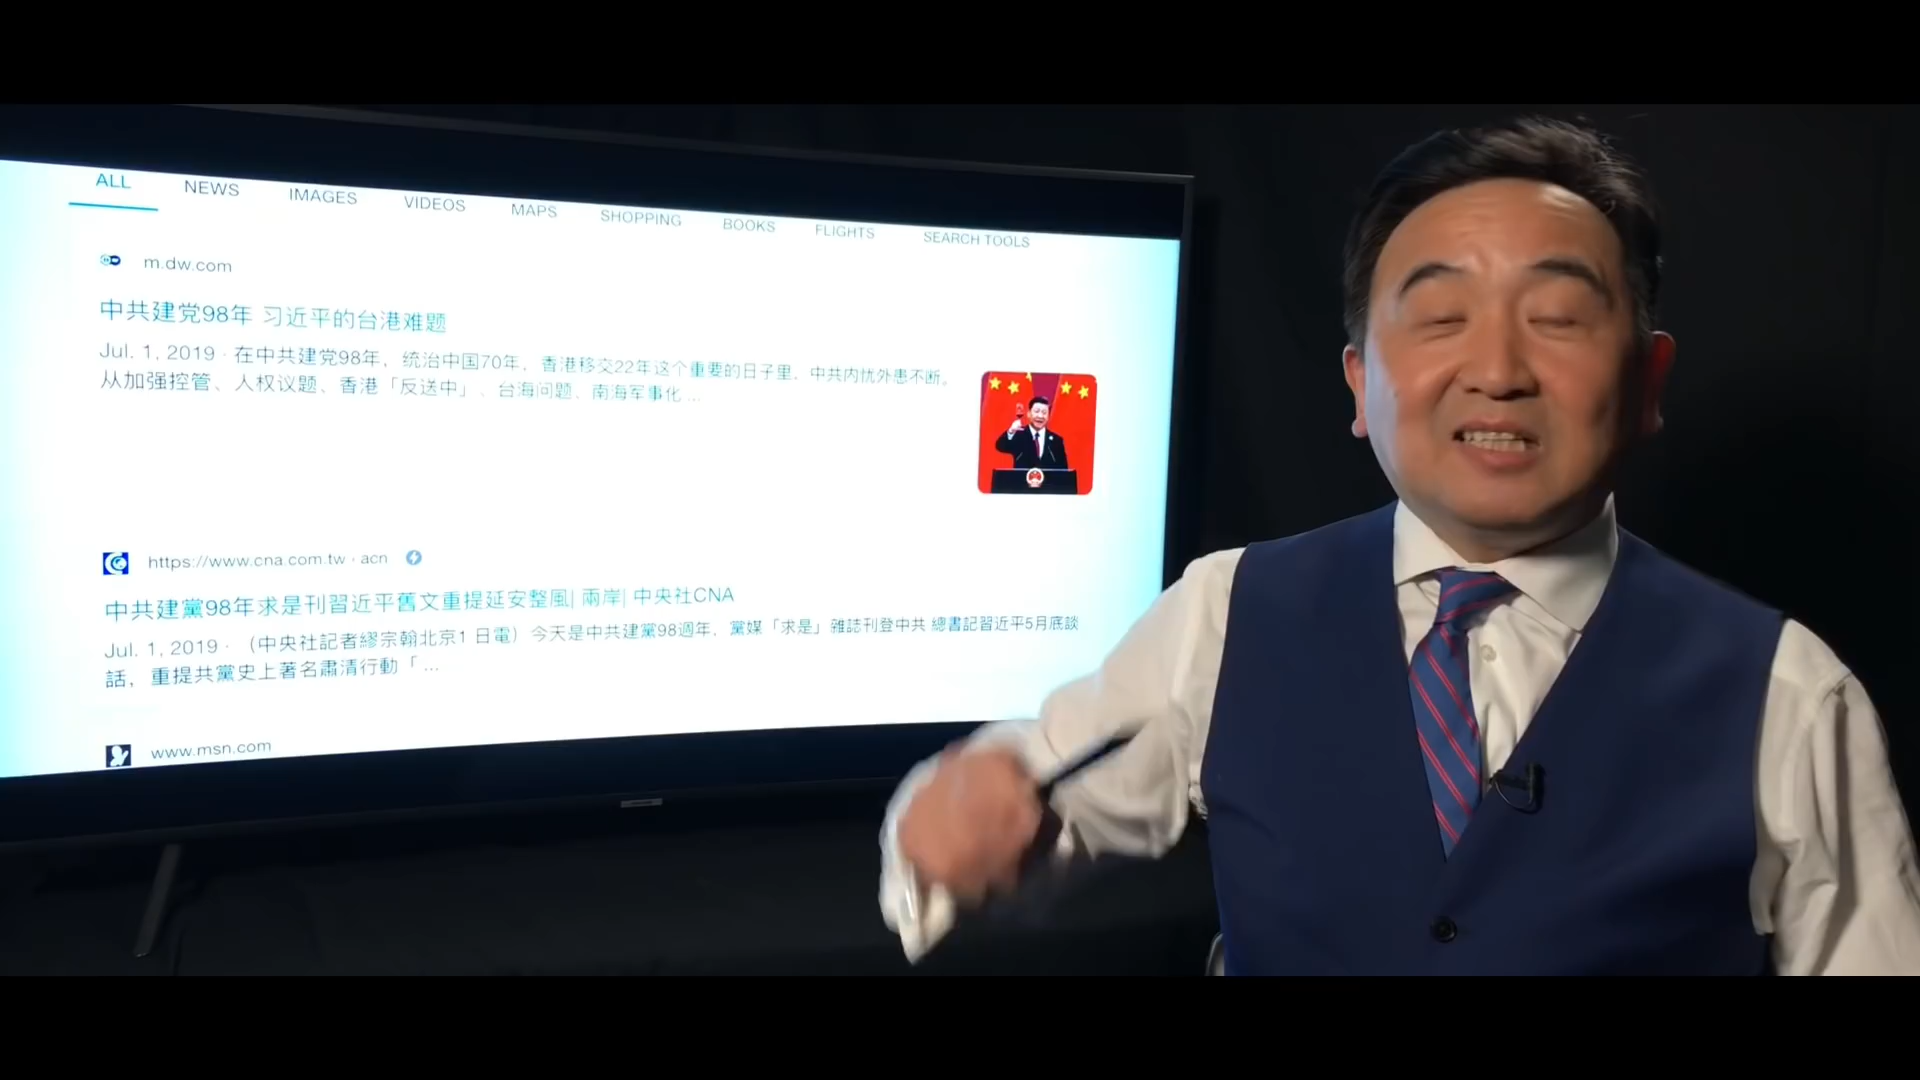 ALL NEWS IMAGES VIDEOS MAPS SHOPPING BOOKS FLIGHTS SEARCH TOOLS
m.dw.com
中共建党98年 习近平的台港难题
Jul. 1, 2019 · 在中共建党98年，统治中国70年，香港移交22年这个重要的日子里，中共内忧外患不断。
从加强控管、人权议题、香港「反送中」、台海问题、南海军事化 ...
https://www.cna.com.tw › acn
中共建黨98年求是刊習近平舊文重提延安整風| 兩岸| 中央社CNA
Jul. 1, 2019 · （中央社記者繆宗翰北京1 日電）今天是中共建黨98週年，黨媒「求是」雜誌刊登中共 總書記習近平5月底談
話，重提共黨史上著名肅清行動「 ...
www.msn.com